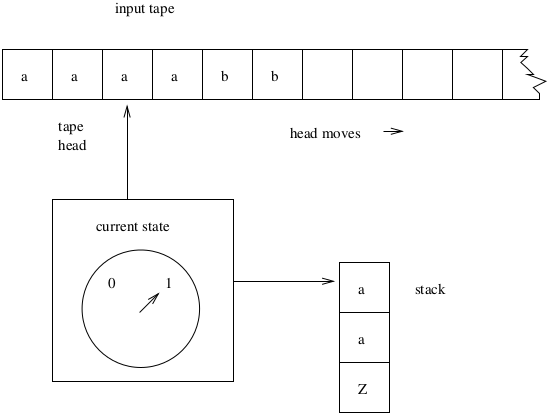 input tape
a a a a b b
tape
head
head moves
current state
0 1
a
stack
a
Z